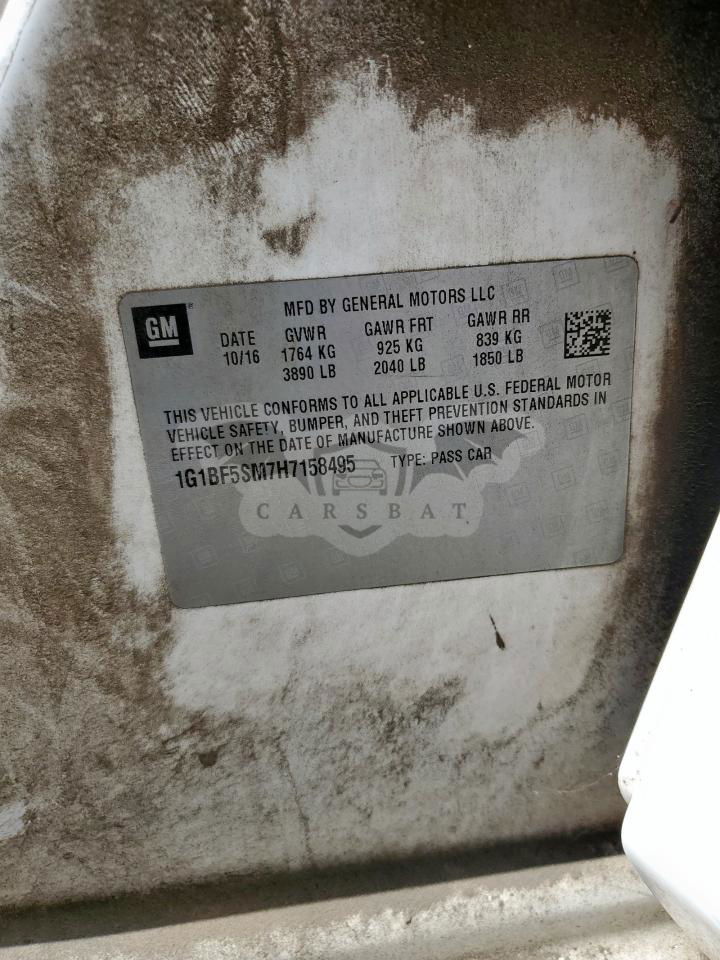 GM
MFD BY GENERAL MOTORS LLC
DATE GVWR GAWR FRT GAWR RR
10/16 1764 KG 925 KG 839 KG
3890 LB 2040 LB 1850 LB
THIS VEHICLE CONFORMS TO ALL APPLICABLE U.S. FEDERAL MOTOR
VEHICLE SAFETY, BUMPER, AND THEFT PREVENTION STANDARDS IN
EFFECT ON THE DATE OF MANUFACTURE SHOWN ABOVE.
1G1BF5SM7H7158495 TYPE: PASS CAR
CARSBAT